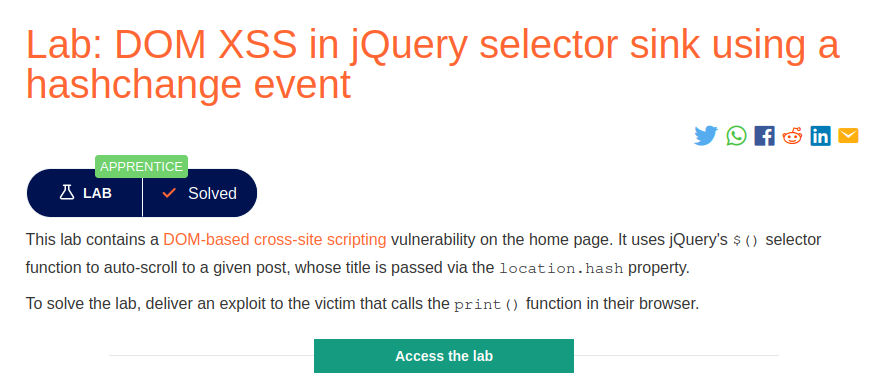 Lab: DOM XSS in jQuery selector sink using a
hashchange event
APPRENTICE
LAB
Solved
This lab contains a DOM-based cross-site scripting vulnerability on the home page. It uses jQuery's $() selector
function to auto-scroll to a given post, whose title is passed via the location.hash property.
To solve the lab, deliver an exploit to the victim that calls the print() function in their browser.
Access the lab